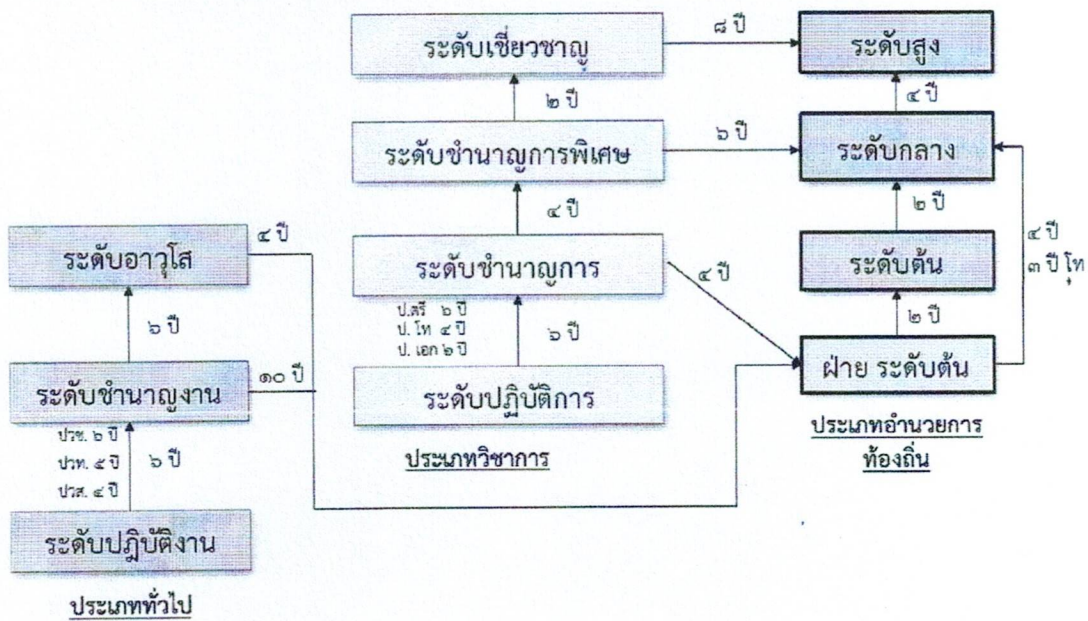 ระดับเชี่ยวชาญ
๘ ปี
ระดับสูง
๒ ปี
๔ ปี
ระดับชำนาญการพิเศษ
๖ ปี
ระดับกลาง
๔ ปี
๒ ปี
๔ ปี
๓ ปี โท
ระดับอาวุโส
๔ ปี
ระดับชำนาญการ
๔ ปี
ระดับต้น
๖ ปี
ป.ตรี ๖ ปี
ป. โท ๔ ปี
ป. เอก ๒ ปี
๖ ปี
๒ ปี
ระดับชำนาญงาน
๑๐ ปี
ระดับปฏิบัติการ
ฝ่าย ระดับต้น
ปวช. ๖ ปี
ปวท. ๕ ปี
ปวส. ๔ ปี
๖ ปี
ประเภทวิชาการ
ประเภทอำนวยการ
ท้องถิ่น
ระดับปฏิบัติงาน
ประเภททั่วไป